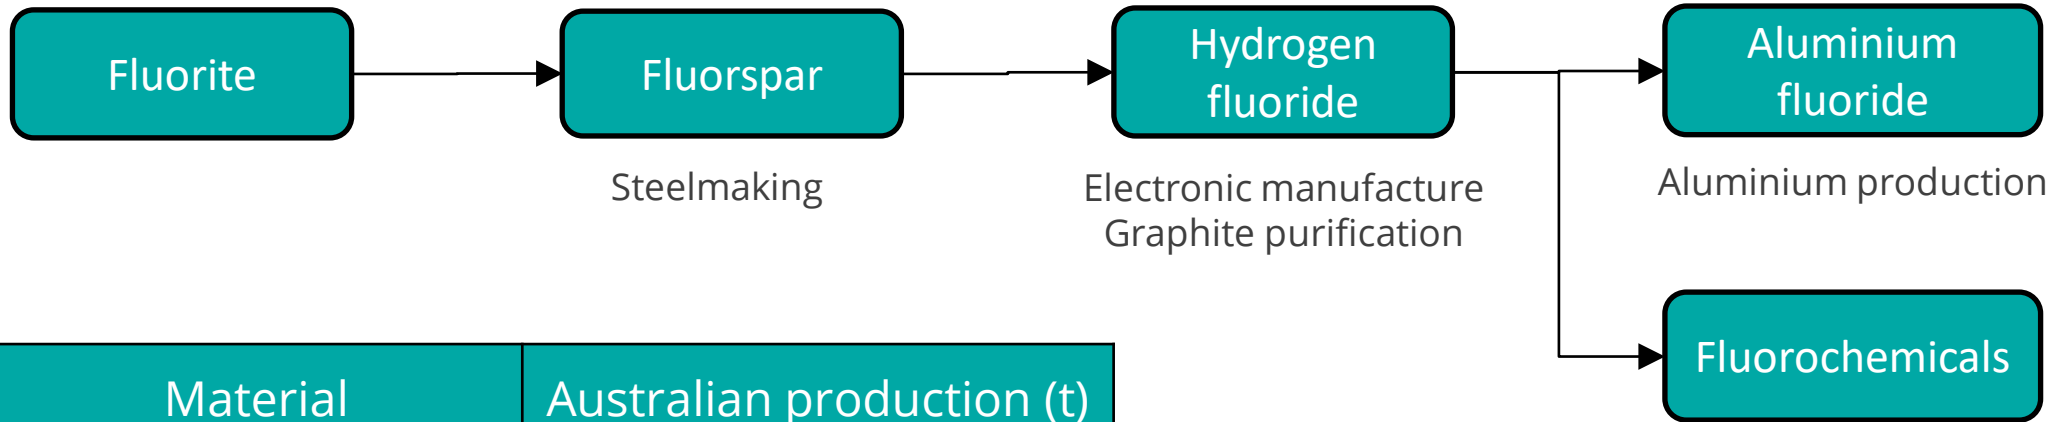 Fluorite
Fluorspar
Hydrogen
fluoride
Aluminium
fluoride
Steelmaking
Electronic manufacture
Graphite purification
Aluminium production
Fluorochemicals
Material
Australian production (t)